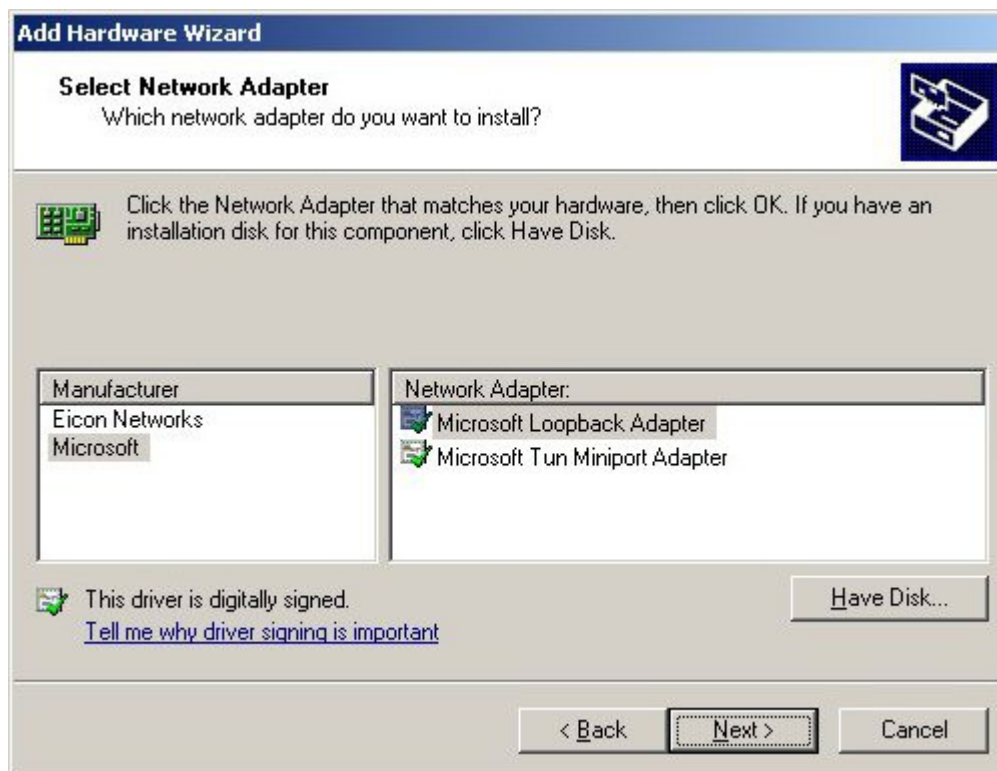 Add Hardware Wizard
Select Network Adapter
Which network adapter do you want to install?
Click the Network Adapter that matches your hardware, then click OK. If you have an
installation disk for this component, click Have Disk.
Manufacturer
Eicon Networks
Microsoft
Network Adapter:
Microsoft Loopback Adapter
Microsoft Tun Miniport Adapter
This driver is digitally signed.
Tell me why driver signing is important
Have Disk...
< Back
Next >
Cancel